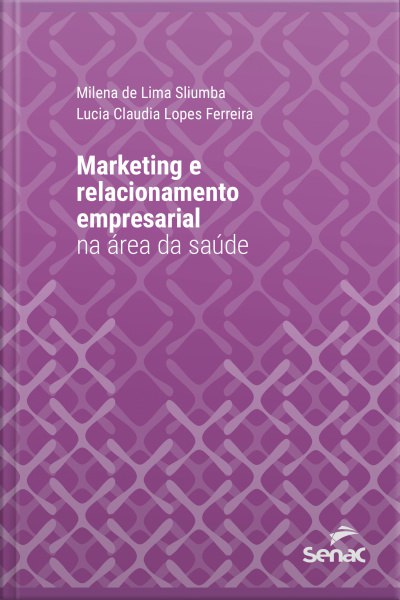 Milena de Lima Sliumba
Lucia Claudia Lopes Ferreira
Marketing e
relacionamento
empresarial
na área da saúde
Senac